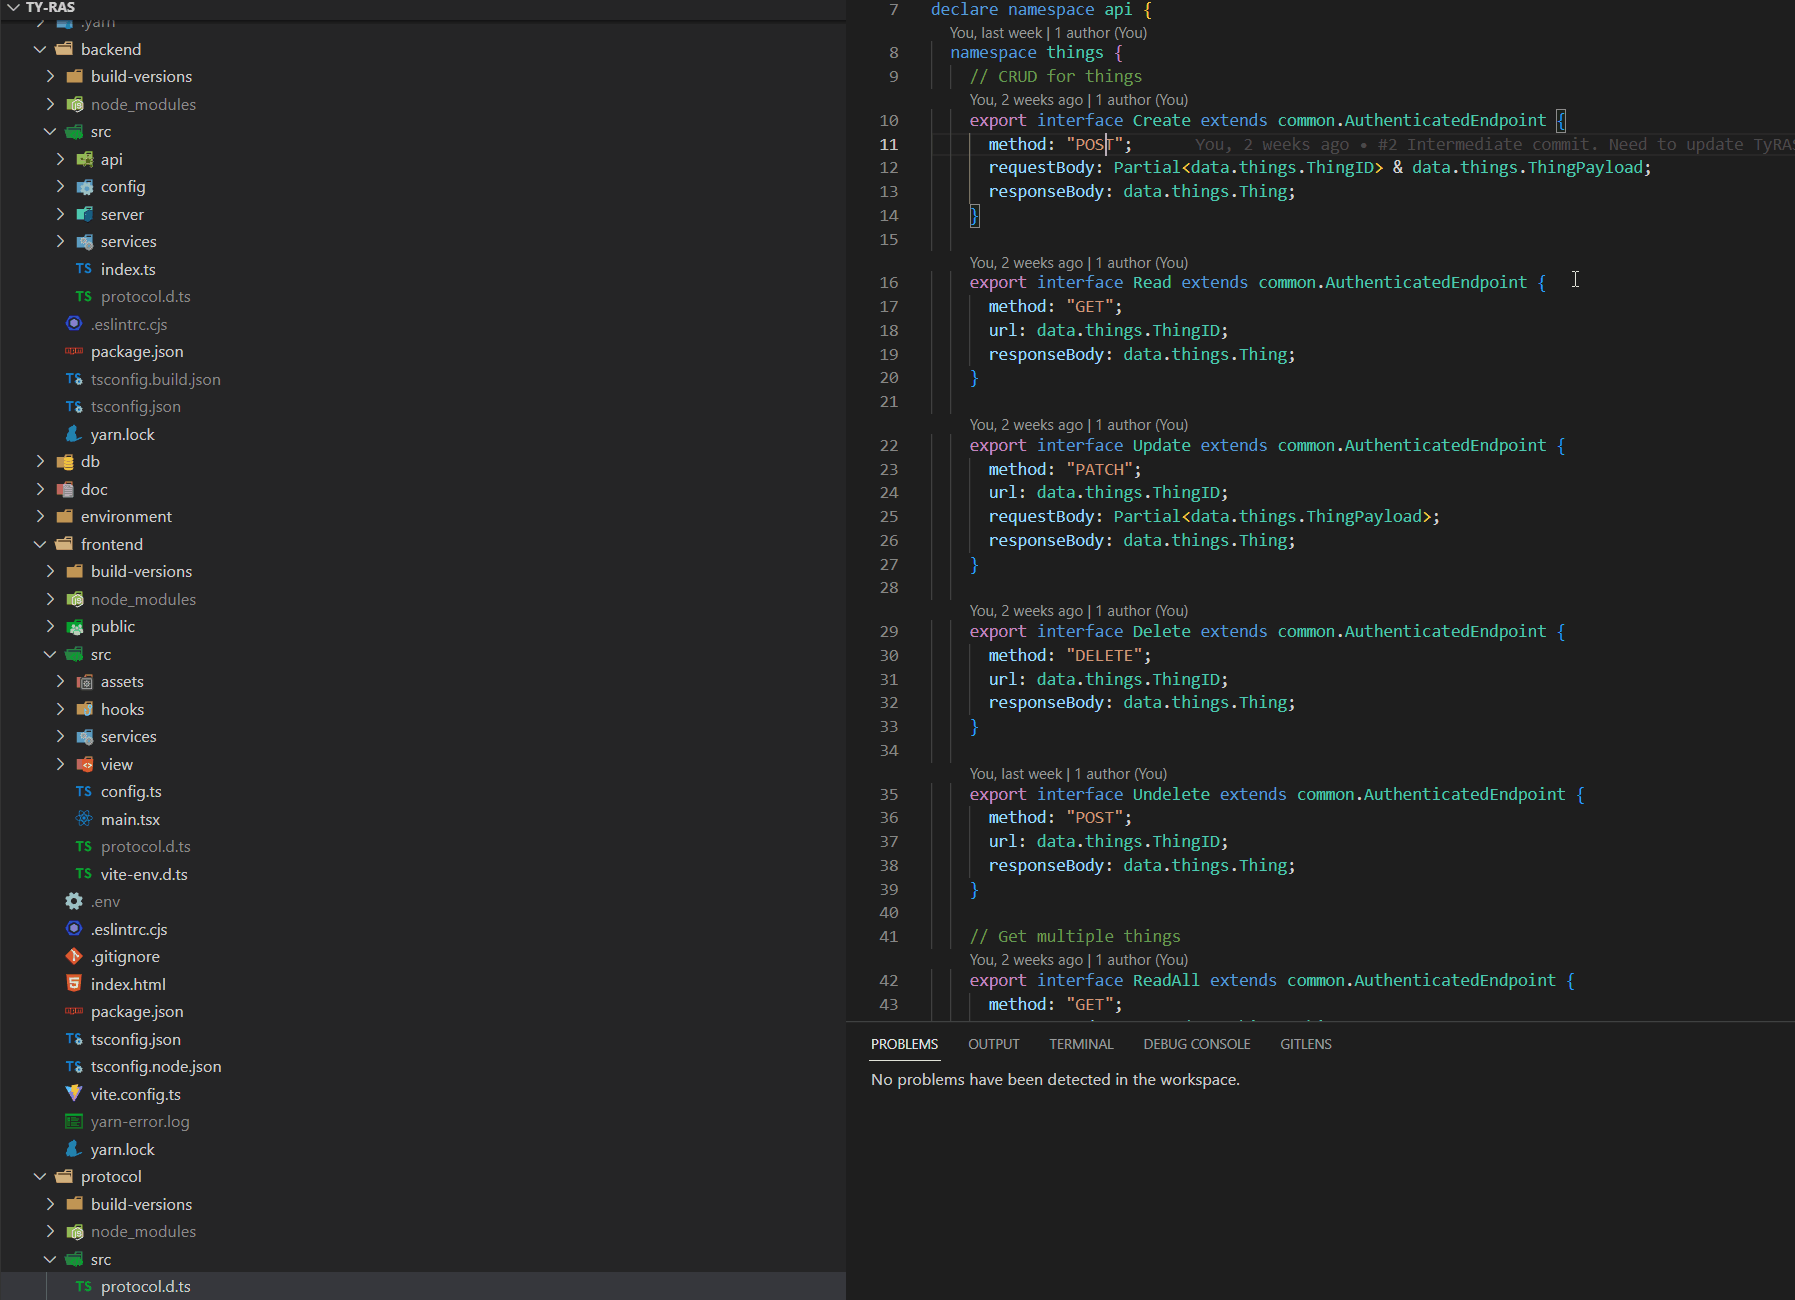 TY-RAS
.yarn
backend
build-versions
node_modules
src
api
config
server
services
TS index.ts
TS protocol.d.ts
.eslintrc.cjs
package.json
tsconfig.build.json
tsconfig.json
yarn.lock
db
doc
environment
frontend
build-versions
node_modules
public
src
assets
hooks
services
view
TS config.ts
main.tsx
TS protocol.d.ts
TS vite-env.d.ts
.env
.eslintrc.cjs
.gitignore
index.html
package.json
tsconfig.json
tsconfig.node.json
vite.config.ts
yarn-error.log
yarn.lock
protocol
build-versions
node_modules
src
TS protocol.d.ts
7 declare namespace api {
You, last week | 1 author (You)
8 namespace things {
9 // CRUD for things
You, 2 weeks ago | 1 author (You)
10 export interface Create extends common.AuthenticatedEndpoint {
11 method: "POST"; You, 2 weeks ago • #2 Intermediate commit. Need to update TyRAS
12 requestBody: Partial<data.things.ThingID> & data.things.ThingPayload;
13 responseBody: data.things.Thing;
14 }
15
You, 2 weeks ago | 1 author (You)
16 export interface Read extends common.AuthenticatedEndpoint {
17 method: "GET";
18 url: data.things.ThingID;
19 responseBody: data.things.Thing;
20 }
21
You, 2 weeks ago | 1 author (You)
22 export interface Update extends common.AuthenticatedEndpoint {
23 method: "PATCH";
24 url: data.things.ThingID;
25 requestBody: Partial<data.things.ThingPayload>;
26 responseBody: data.things.Thing;
27 }
28
You, 2 weeks ago | 1 author (You)
29 export interface Delete extends common.AuthenticatedEndpoint {
30 method: "DELETE";
31 url: data.things.ThingID;
32 responseBody: data.things.Thing;
33 }
34
You, last week | 1 author (You)
35 export interface Undelete extends common.AuthenticatedEndpoint {
36 method: "POST";
37 url: data.things.ThingID;
38 responseBody: data.things.Thing;
39 }
40
41 // Get multiple things
You, 2 weeks ago | 1 author (You)
42 export interface ReadAll extends common.AuthenticatedEndpoint {
43 method: "GET";
PROBLEMS OUTPUT TERMINAL DEBUG CONSOLE GITLENS
No problems have been detected in the workspace.